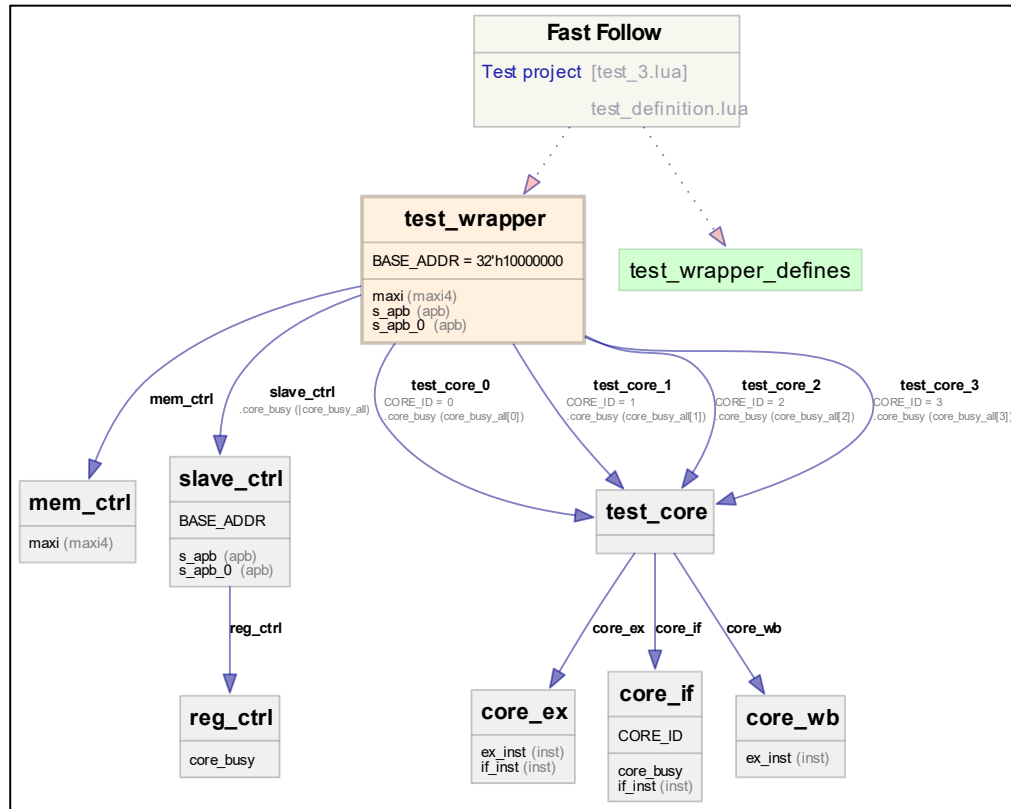 Fast Follow
Test project [test_3.lua]
test_definition.lua
test_wrapper
BASE_ADDR = 32'h10000000
maxi (maxi4)
s_apb (apb)
s_apb_0 (apb)
test_wrapper_defines
mem_ctrl
slave_ctrl
.core_busy (|core_busy_all)
test_core_0
CORE_ID = 0
.core_busy (core_busy_all[0])
test_core_1
CORE_ID = 1
.core_busy (core_busy_all[1])
test_core_2
CORE_ID = 2
.core_busy (core_busy_all[2])
test_core_3
CORE_ID = 3
.core_busy (core_busy_all[3])
mem_ctrl
maxi (maxi4)
slave_ctrl
BASE_ADDR
s_apb (apb)
s_apb_0 (apb)
test_core
reg_ctrl
core_ex
core_if
core_wb
reg_ctrl
core_busy
core_ex
ex_inst (inst)
if_inst (inst)
core_if
CORE_ID
core_busy
if_inst (inst)
core_wb
ex_inst (inst)